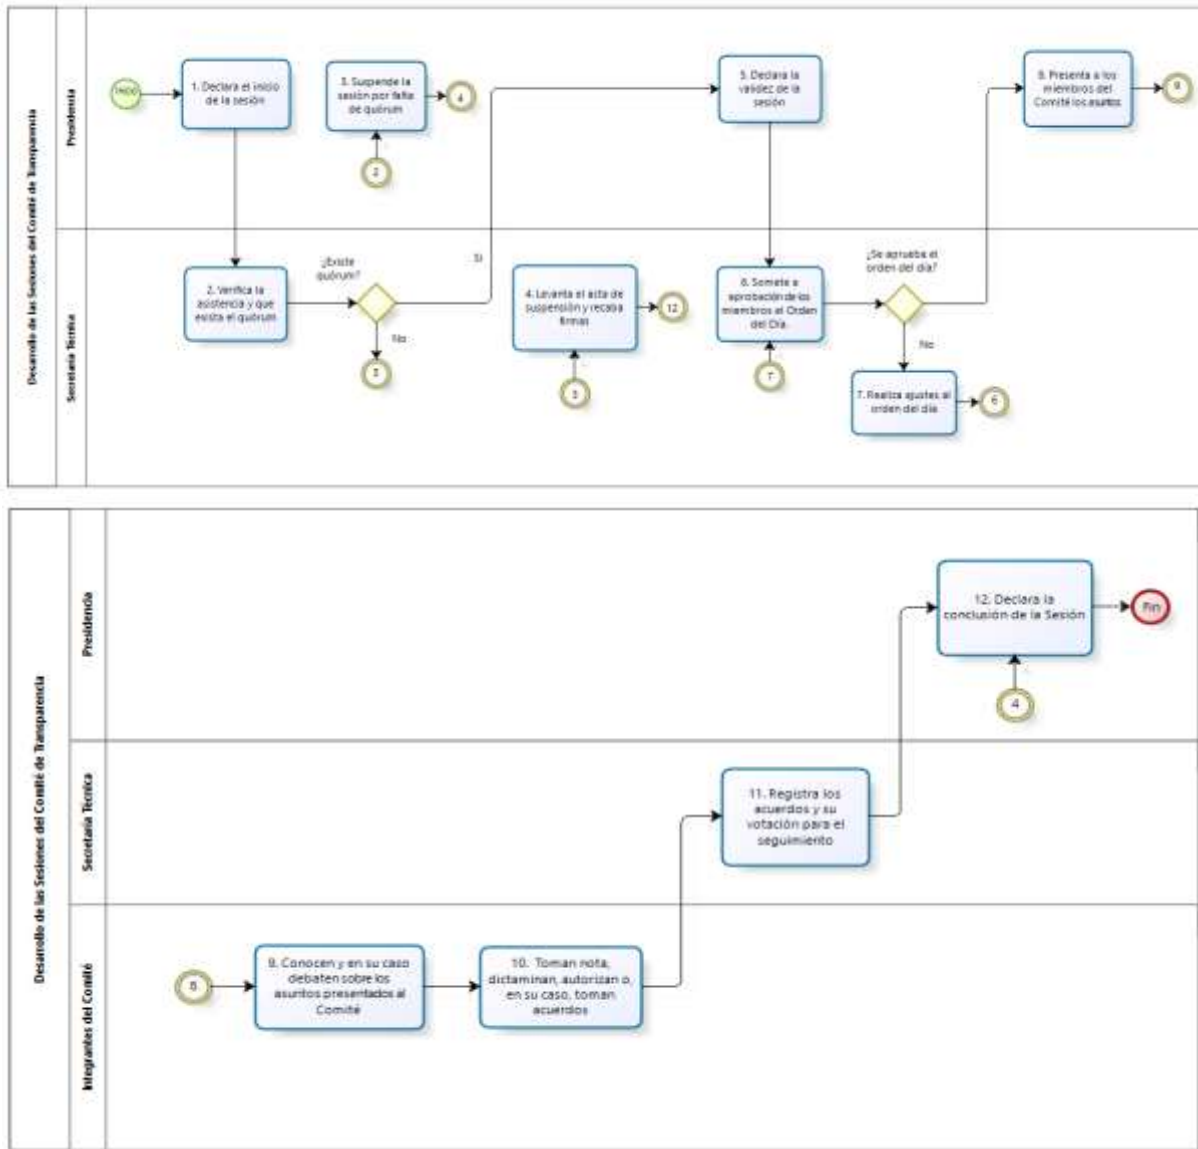 Desarrollo de las Sesiones del Comité de Transparencia
Presidencia
Inicio
1. Declara el inicio
de la sesión
3. Suspende la
sesión por falta
de quórum
4
2
5. Declara la
validez de la
sesión
8. Presenta a los
miembros del
Comité los asuntos
9
Secretaría Tecnica
2. Verifica la
asistencia y que
exista el quórum
¿Existe
quórum?
Si
No
3
4. Levanta el acta de
suspensión y recaba
firmas
12
3
6. Somete a
aprobación de los
miembros el Orden
del Día.
7
¿Se aprueba el
orden del día?
No
7. Realiza ajustes al
orden del día
6
Desarrollo de las Sesiones del Comité de Transparencia
Presidencia
12. Declara la
conclusión de la Sesión
Fin
4
Secretaría Tecnica
11. Registra los
acuerdos y su
votación para el
seguimiento
Integrantes del Comité
8
9. Conocen y en su caso
debaten sobre los
asuntos presentados al
Comité
10. Toman nota,
dictaminan, autorizan o,
en su caso, toman
acuerdos